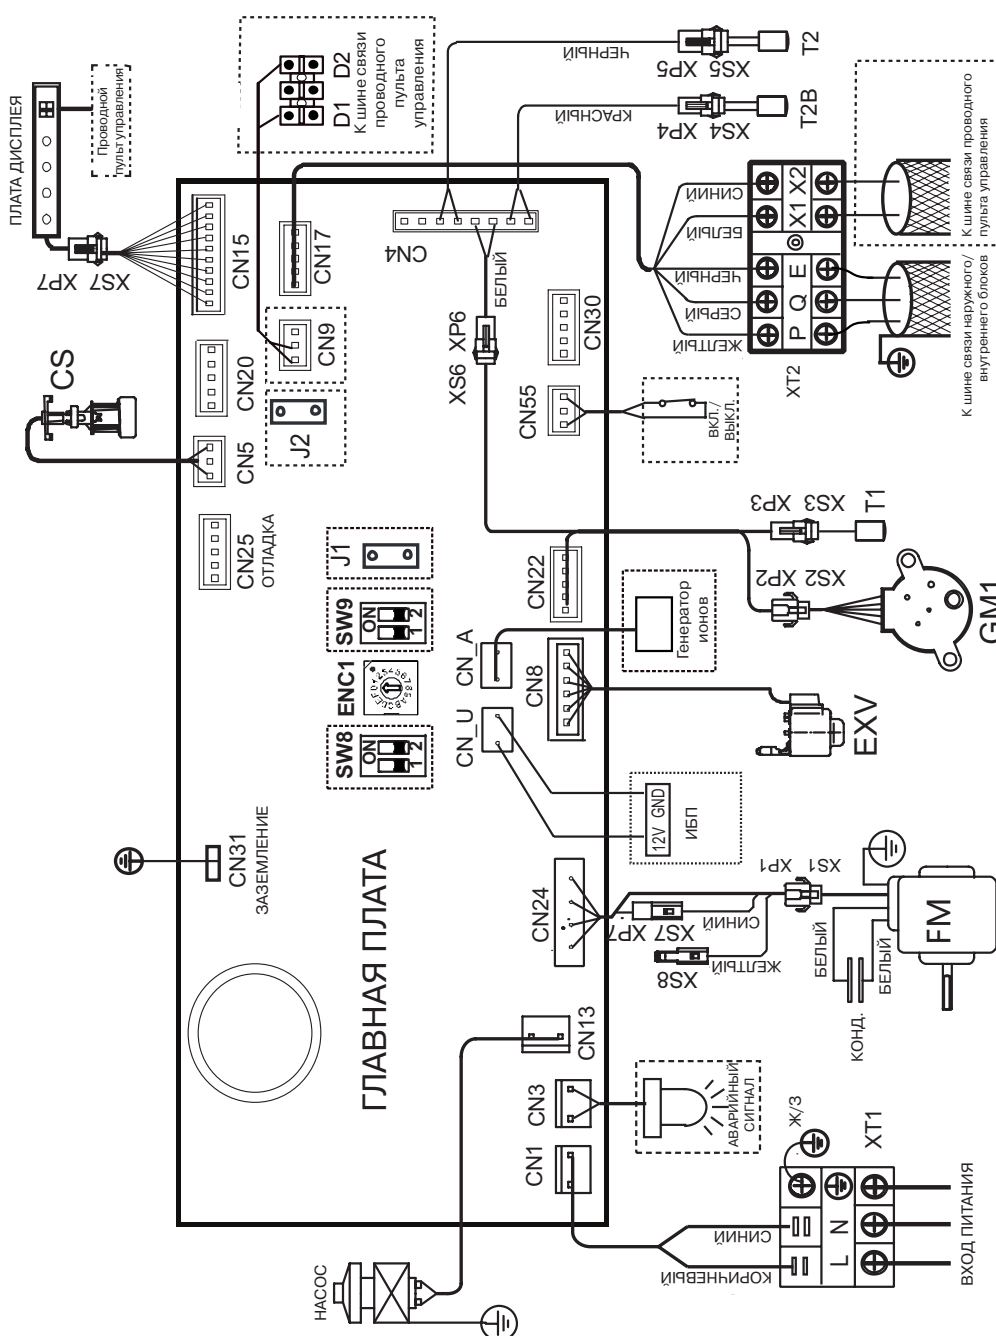 ПЛАТА ДИСПЛЕЯ
Проводной
пульт управления
XP7 XS7
CS
CN15
CN20
CN5
CN25
ОТЛАДКА
D1 D2
К шине связи
проводного
пульта
управления
CN17
CN9
J2
J1
SW9
ON
1 2
ENC1
SW8
ON
1 2
CN31
ЗАЗЕМЛЕНИЕ
ГЛАВНАЯ ПЛАТА
CN4
БЕЛЫЙ
XS6 XP6
CN30
CN55
ВКЛ./
ВЫКЛ.
CN22
CN_A
CN_U
CN8
Генератор
ионов
12V GND
ИБП
CN24
CN13
CN3
CN1
ЧЕРНЫЙ
XP5 XS5
T2
КРАСНЫЙ
XP4 XS4
T2B
СИНИЙ
БЕЛЫЙ
ЧЕРНЫЙ
СЕРЫЙ
ЖЕЛТЫЙ
P Q E X1 X2
XT2
К шине связи проводного
пульта управления
К шине связи наружного/
внутреннего блоков
XP3 XS3
T1
XP2 XS2
GM1
EXV
XP7 XS7
СИНИЙ
XS8
ЖЕЛТЫЙ
XS1 XP1
БЕЛЫЙ
БЕЛЫЙ
КОНД.
FM
АВАРИЙНЫЙ
СИГНАЛ
НАСОС
КОРИЧНЕВЫЙ
СИНИЙ
Ж/З
L N
XT1
ВХОД ПИТАНИЯ